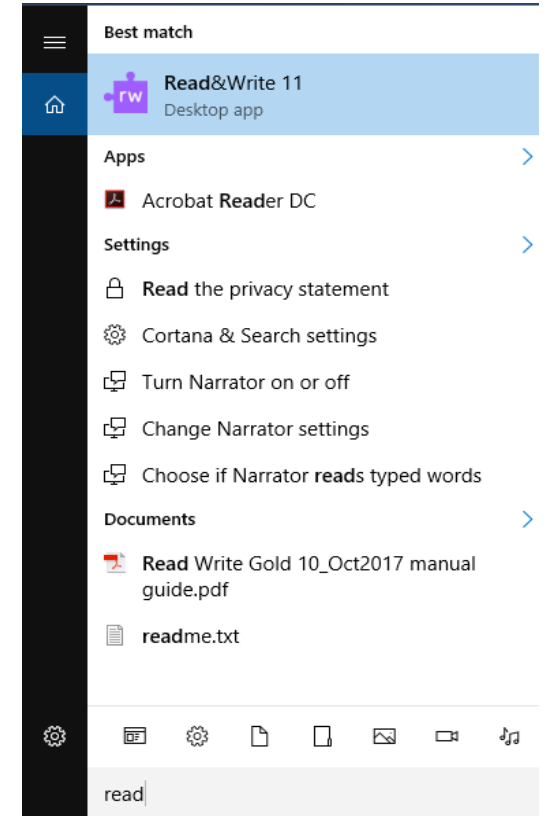 Best match
rw
Read&Write 11
Desktop app
Apps
Acrobat Reader DC
Settings
Read the privacy statement
Cortana & Search settings
Turn Narrator on or off
Change Narrator settings
Choose if Narrator reads typed words
Documents
Read Write Gold 10_Oct2017 manual
guide.pdf
readme.txt
read